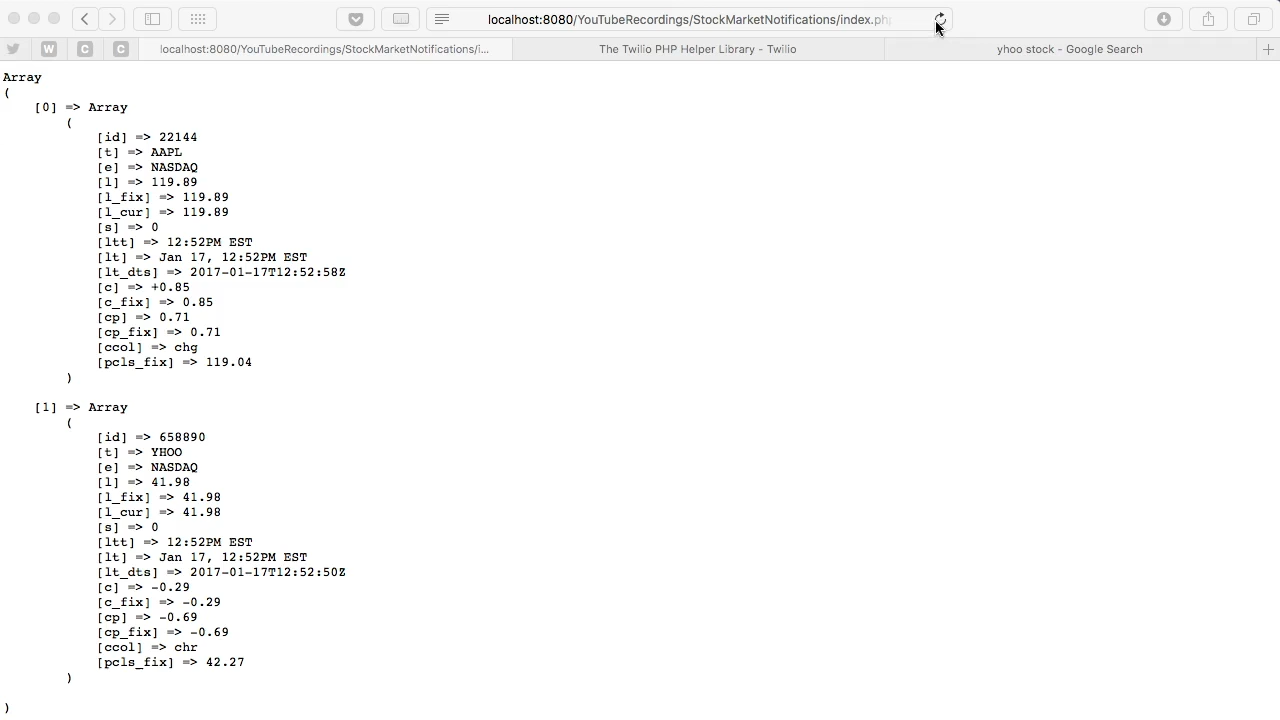 localhost:8080/YouTubeRecordings/StockMarketNotifications/index.php
W
C
C
localhost:8080/YouTubeRecordings/StockMarketNotifications/i...
The Twilio PHP Helper Library - Twilio
yhoo stock - Google Search
Array
(
[0] => Array
(
[id] => 22144
[t] => AAPL
[e] => NASDAQ
[l] => 119.89
[l_fix] => 119.89
[l_cur] => 119.89
[s] => 0
[ltt] => 12:52PM EST
[lt] => Jan 17, 12:52PM EST
[lt_dts] => 2017-01-17T12:52:58Z
[c] => +0.85
[c_fix] => 0.85
[cp] => 0.71
[cp_fix] => 0.71
[ccol] => chg
[pcls_fix] => 119.04
)
[1] => Array
(
[id] => 658890
[t] => YHOO
[e] => NASDAQ
[l] => 41.98
[l_fix] => 41.98
[l_cur] => 41.98
[s] => 0
[ltt] => 12:52PM EST
[lt] => Jan 17, 12:52PM EST
[lt_dts] => 2017-01-17T12:52:50Z
[c] => -0.29
[c_fix] => -0.29
[cp] => -0.69
[cp_fix] => -0.69
[ccol] => chr
[pcls_fix] => 42.27
)
)